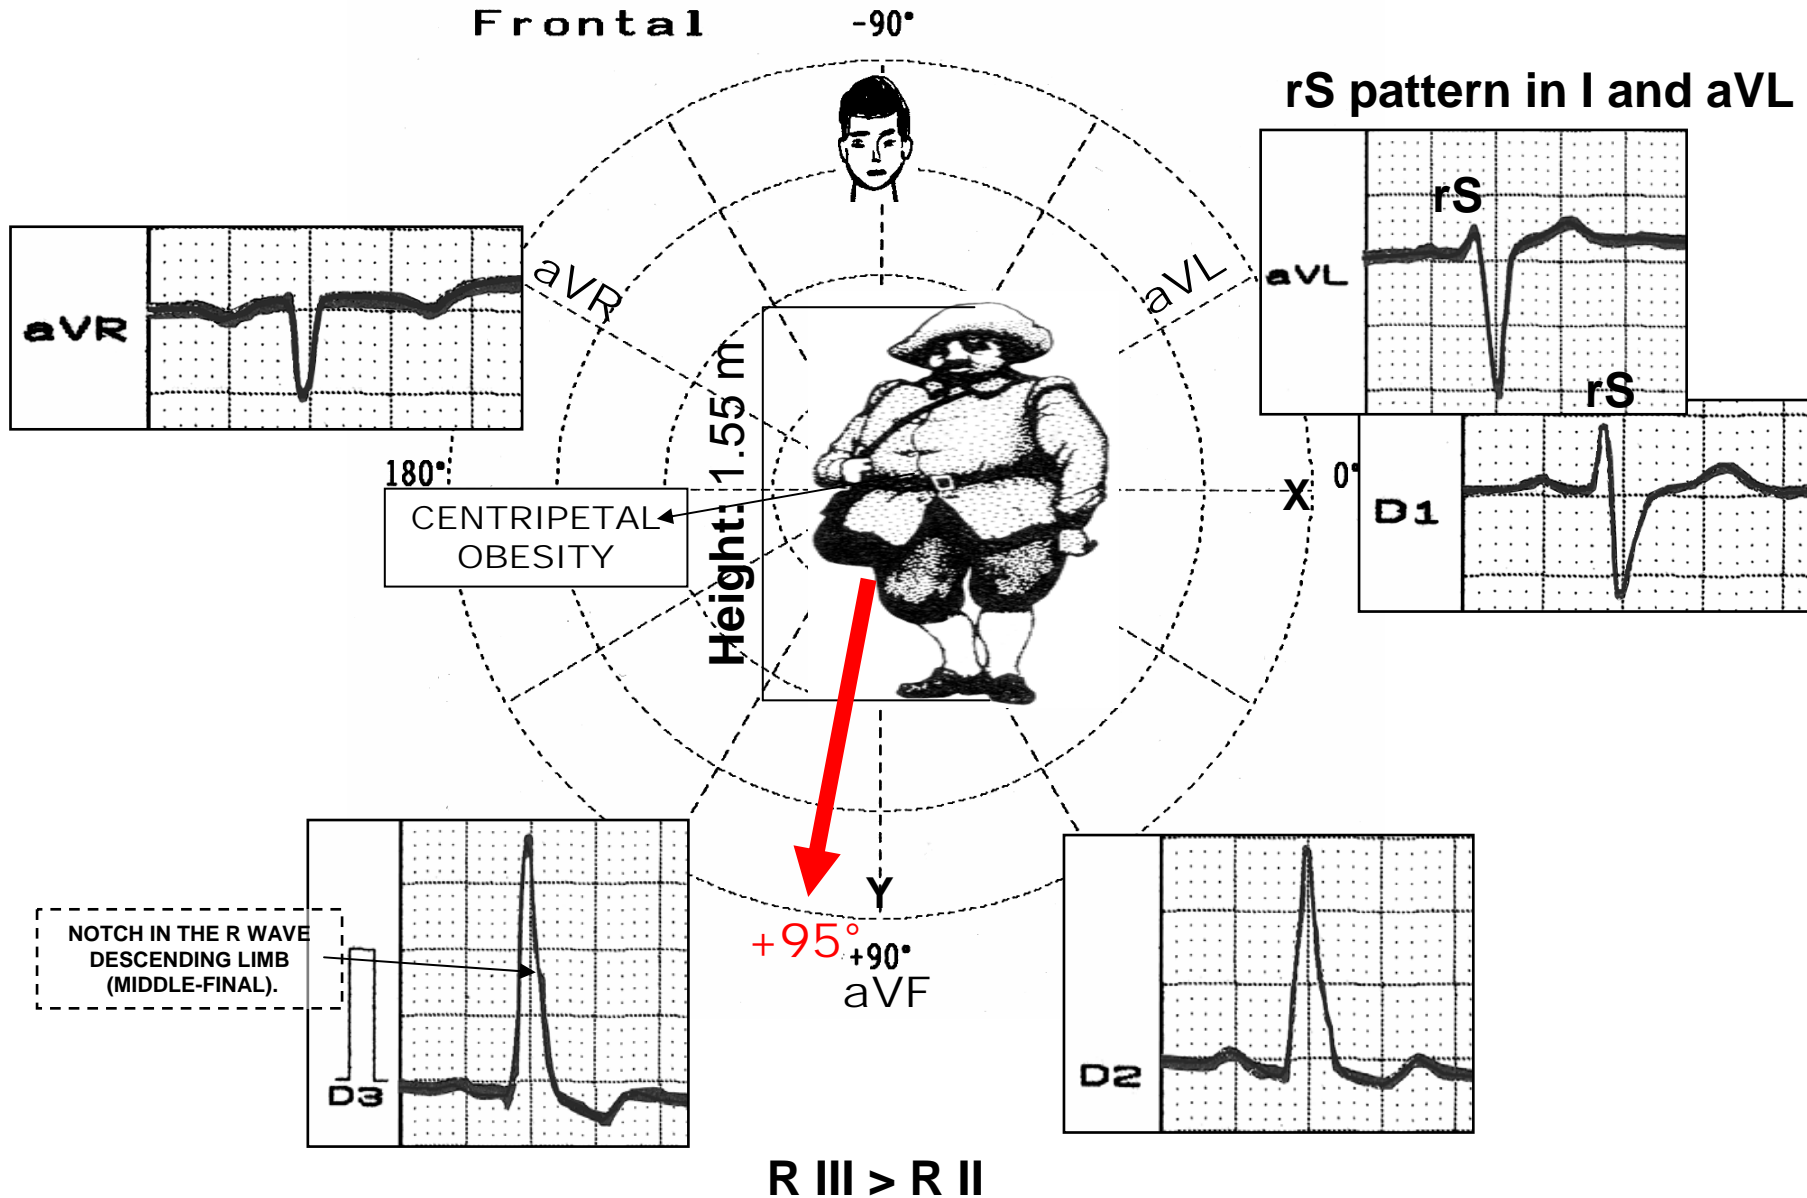 Frontal
-90°
rS pattern in I and aVL
rS
aVL
aVR
aVR
aVL
rS
D1
180°
0°
X
CENTRIPETAL
OBESITY
Height: 1.55 m
NOTCH IN THE R WAVE
DESCENDING LIMB
(MIDDLE-FINAL).
D3
Y
+95°
+90°
aVF
D2
R III > R II